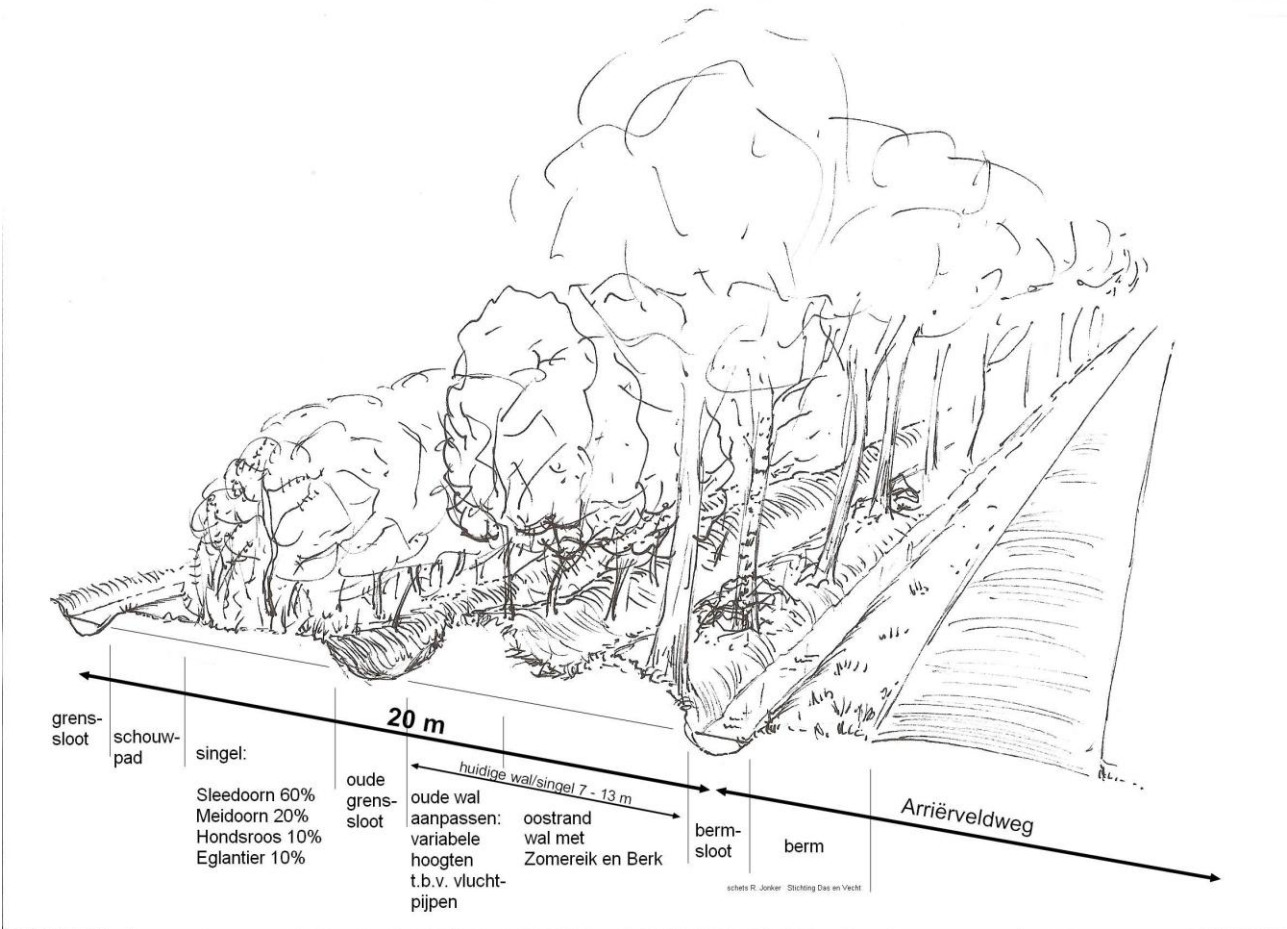 20 m
huidige wal/singel 7 - 13 m
Arriërveldweg
grens-
sloot
schouw-
pad
singel:
Sleedoorn 60%
Meidoorn 20%
Hondsroos 10%
Eglantier 10%
oude
grens-
sloot
oude wal
aanpassen:
variabele
hoogten
t.b.v. vlucht-
pijpen
oostrand
wal met
Zomereik en Berk
berm-
sloot
berm
schets R. Jonker Stichting Das en Vecht